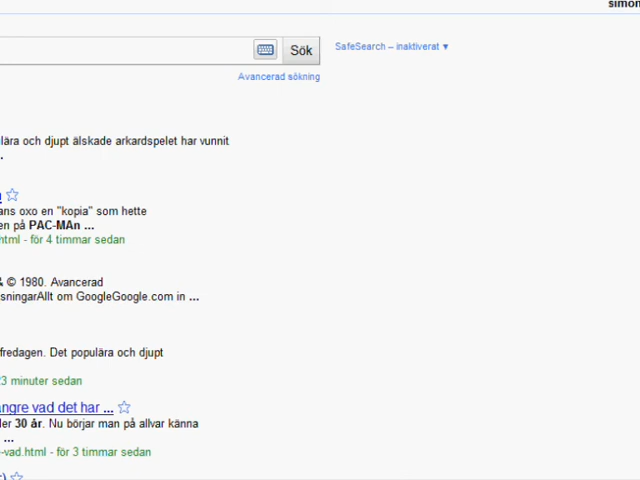 simon
Sök
SafeSearch – inaktiverat ▼
Avancerad sökning
lära och djupt älskade arkardspelet har vunnit
.
ans oxo en "kopia" som hette
en på PAC-MAn ...
html - för 4 timmar sedan
& © 1980. Avancerad
sningarAllt om GoogleGoogle.com in ...
fredagen. Det populära och djupt
23 minuter sedan
ängre vad det har ...
ler 30 år. Nu börjar man på allvar känna
...
-vad.html - för 3 timmar sedan